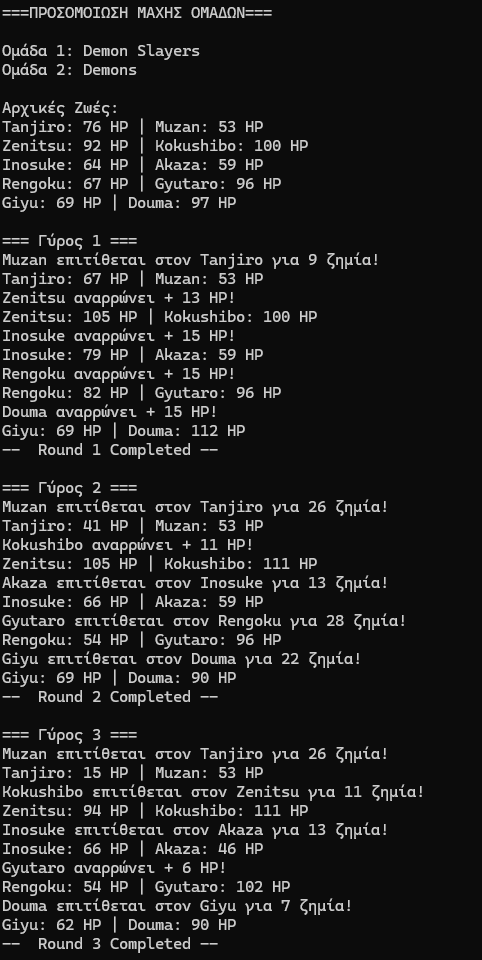 ===ΠΡΟΣΟΜΟΙΩΣΗ ΜΑΧΗΣ ΟΜΑΔΩΝ===
Ομάδα 1: Demon Slayers
Ομάδα 2: Demons
Αρχικές Ζωές:
Tanjiro: 76 HP | Muzan: 53 HP
Zenitsu: 92 HP | Kokushibo: 100 HP
Inosuke: 64 HP | Akaza: 59 HP
Rengoku: 67 HP | Gyutaro: 96 HP
Giyu: 69 HP | Douma: 97 HP
=== Γύρος 1 ===
Muzan επιτίθεται στον Tanjiro για 9 ζημία!
Tanjiro: 67 HP | Muzan: 53 HP
Zenitsu αναρρώνει + 13 HP!
Zenitsu: 105 HP | Kokushibo: 100 HP
Inosuke αναρρώνει + 15 HP!
Inosuke: 79 HP | Akaza: 59 HP
Rengoku αναρρώνει + 15 HP!
Rengoku: 82 HP | Gyutaro: 96 HP
Douma αναρρώνει + 15 HP!
Giyu: 69 HP | Douma: 112 HP
--  Round 1 Completed --
=== Γύρος 2 ===
Muzan επιτίθεται στον Tanjiro για 26 ζημία!
Tanjiro: 41 HP | Muzan: 53 HP
Kokushibo αναρρώνει + 11 HP!
Zenitsu: 105 HP | Kokushibo: 111 HP
Akaza επιτίθεται στον Inosuke για 13 ζημία!
Inosuke: 66 HP | Akaza: 59 HP
Gyutaro επιτίθεται στον Rengoku για 28 ζημία!
Rengoku: 54 HP | Gyutaro: 96 HP
Giyu επιτίθεται στον Douma για 22 ζημία!
Giyu: 69 HP | Douma: 90 HP
--  Round 2 Completed --
=== Γύρος 3 ===
Muzan επιτίθεται στον Tanjiro για 26 ζημία!
Tanjiro: 15 HP | Muzan: 53 HP
Kokushibo επιτίθεται στον Zenitsu για 11 ζημία!
Zenitsu: 94 HP | Kokushibo: 111 HP
Inosuke επιτίθεται στον Akaza για 13 ζημία!
Inosuke: 66 HP | Akaza: 46 HP
Gyutaro αναρρώνει + 6 HP!
Rengoku: 54 HP | Gyutaro: 102 HP
Douma επιτίθεται στον Giyu για 7 ζημία!
Giyu: 62 HP | Douma: 90 HP
--  Round 3 Completed --